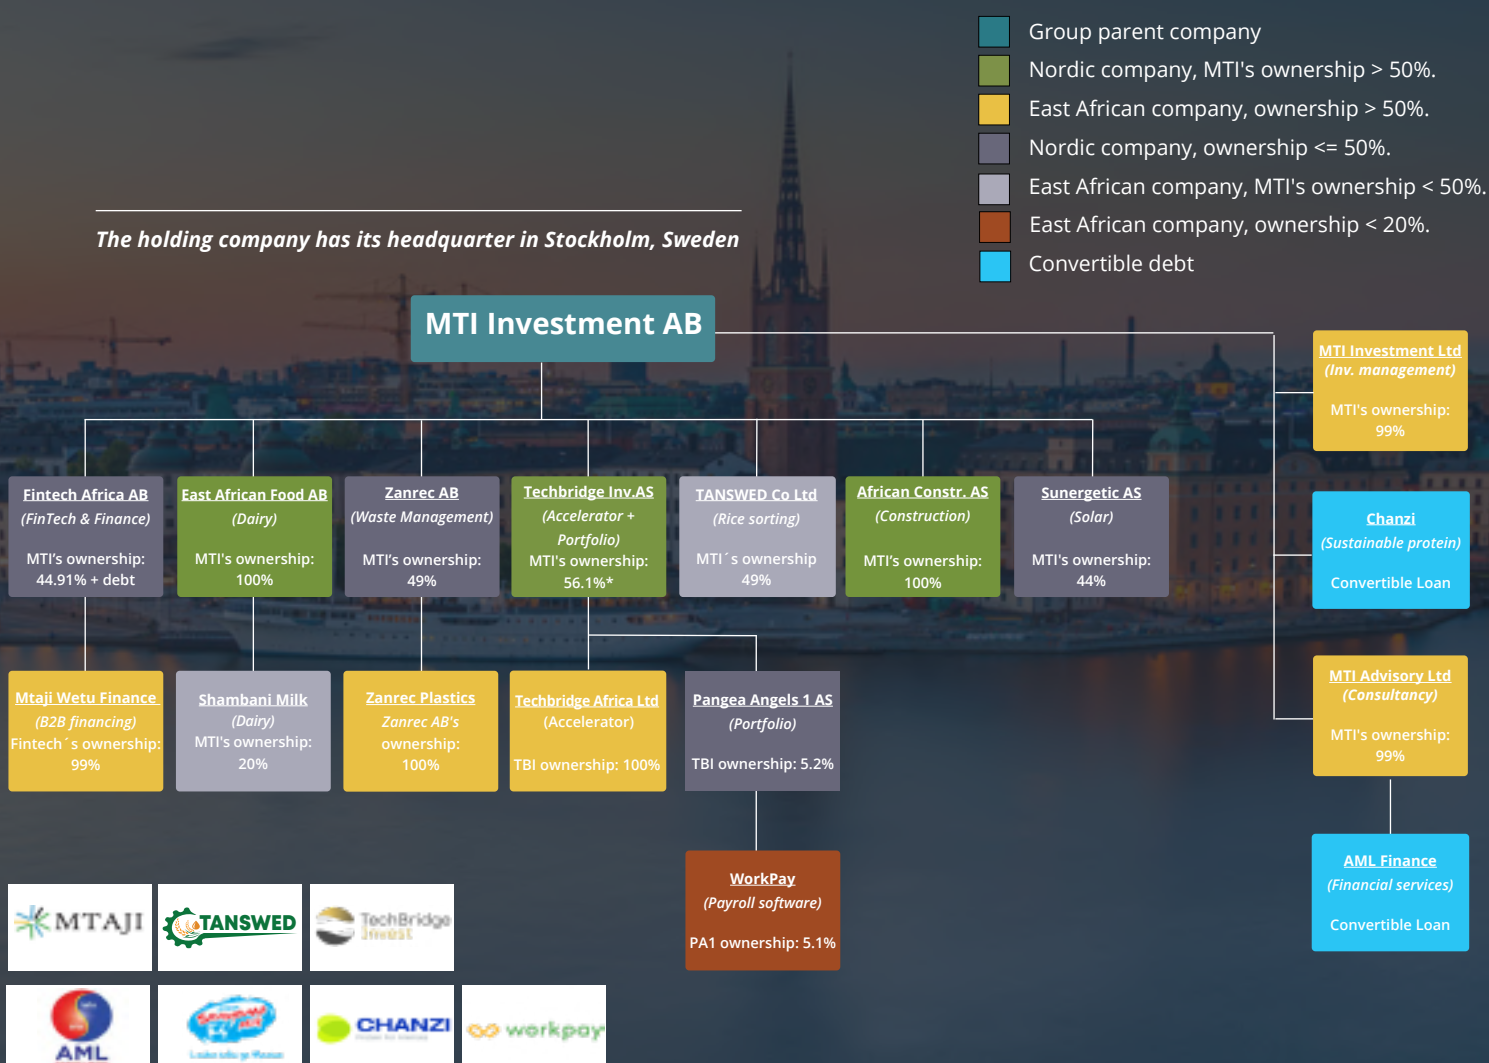 Group parent company
Nordic company, MTI's ownership > 50%.
East African company, ownership > 50%.
Nordic company, ownership <= 50%.
East African company, MTI's ownership < 50%.
East African company, ownership < 20%.
Convertible debt
The holding company has its headquarter in Stockholm, Sweden
MTI Investment AB
MTI Investment Ltd
(Inv. management)
MTI's ownership:
99%
Fintech Africa AB
(FinTech & Finance)
MTI's ownership:
44.91% + debt
East African Food AB
(Dairy)
MTI's ownership:
100%
Zanrec AB
(Waste Management)
MTI's ownership:
49%
Techbridge Inv.AS
(Accelerator +
Portfolio)
MTI's ownership:
56.1%*
TANSWED Co Ltd
(Rice sorting)
MTI´s ownership
49%
African Constr. AS
(Construction)
MTI's ownership:
100%
Sunergetic AS
(Solar)
MTI's ownership:
44%
Chanzi
(Sustainable protein)
Convertible Loan
Mtaji Wetu Finance
(B2B financing)
Fintech´s ownership:
99%
Shambani Milk
(Dairy)
MTI's ownership:
20%
Zanrec Plastics
Zanrec AB's
ownership:
100%
Techbridge Africa Ltd
(Accelerator)
TBI ownership: 100%
Pangea Angels 1 AS
(Portfolio)
TBI ownership: 5.2%
MTI Advisory Ltd
(Consultancy)
MTI's ownership:
99%
WorkPay
(Payroll software)
PA1 ownership: 5.1%
AML Finance
(Financial services)
Convertible Loan
MTAJI
TANSWED
TechBridge
Invest
AML
CHANZI
workpay